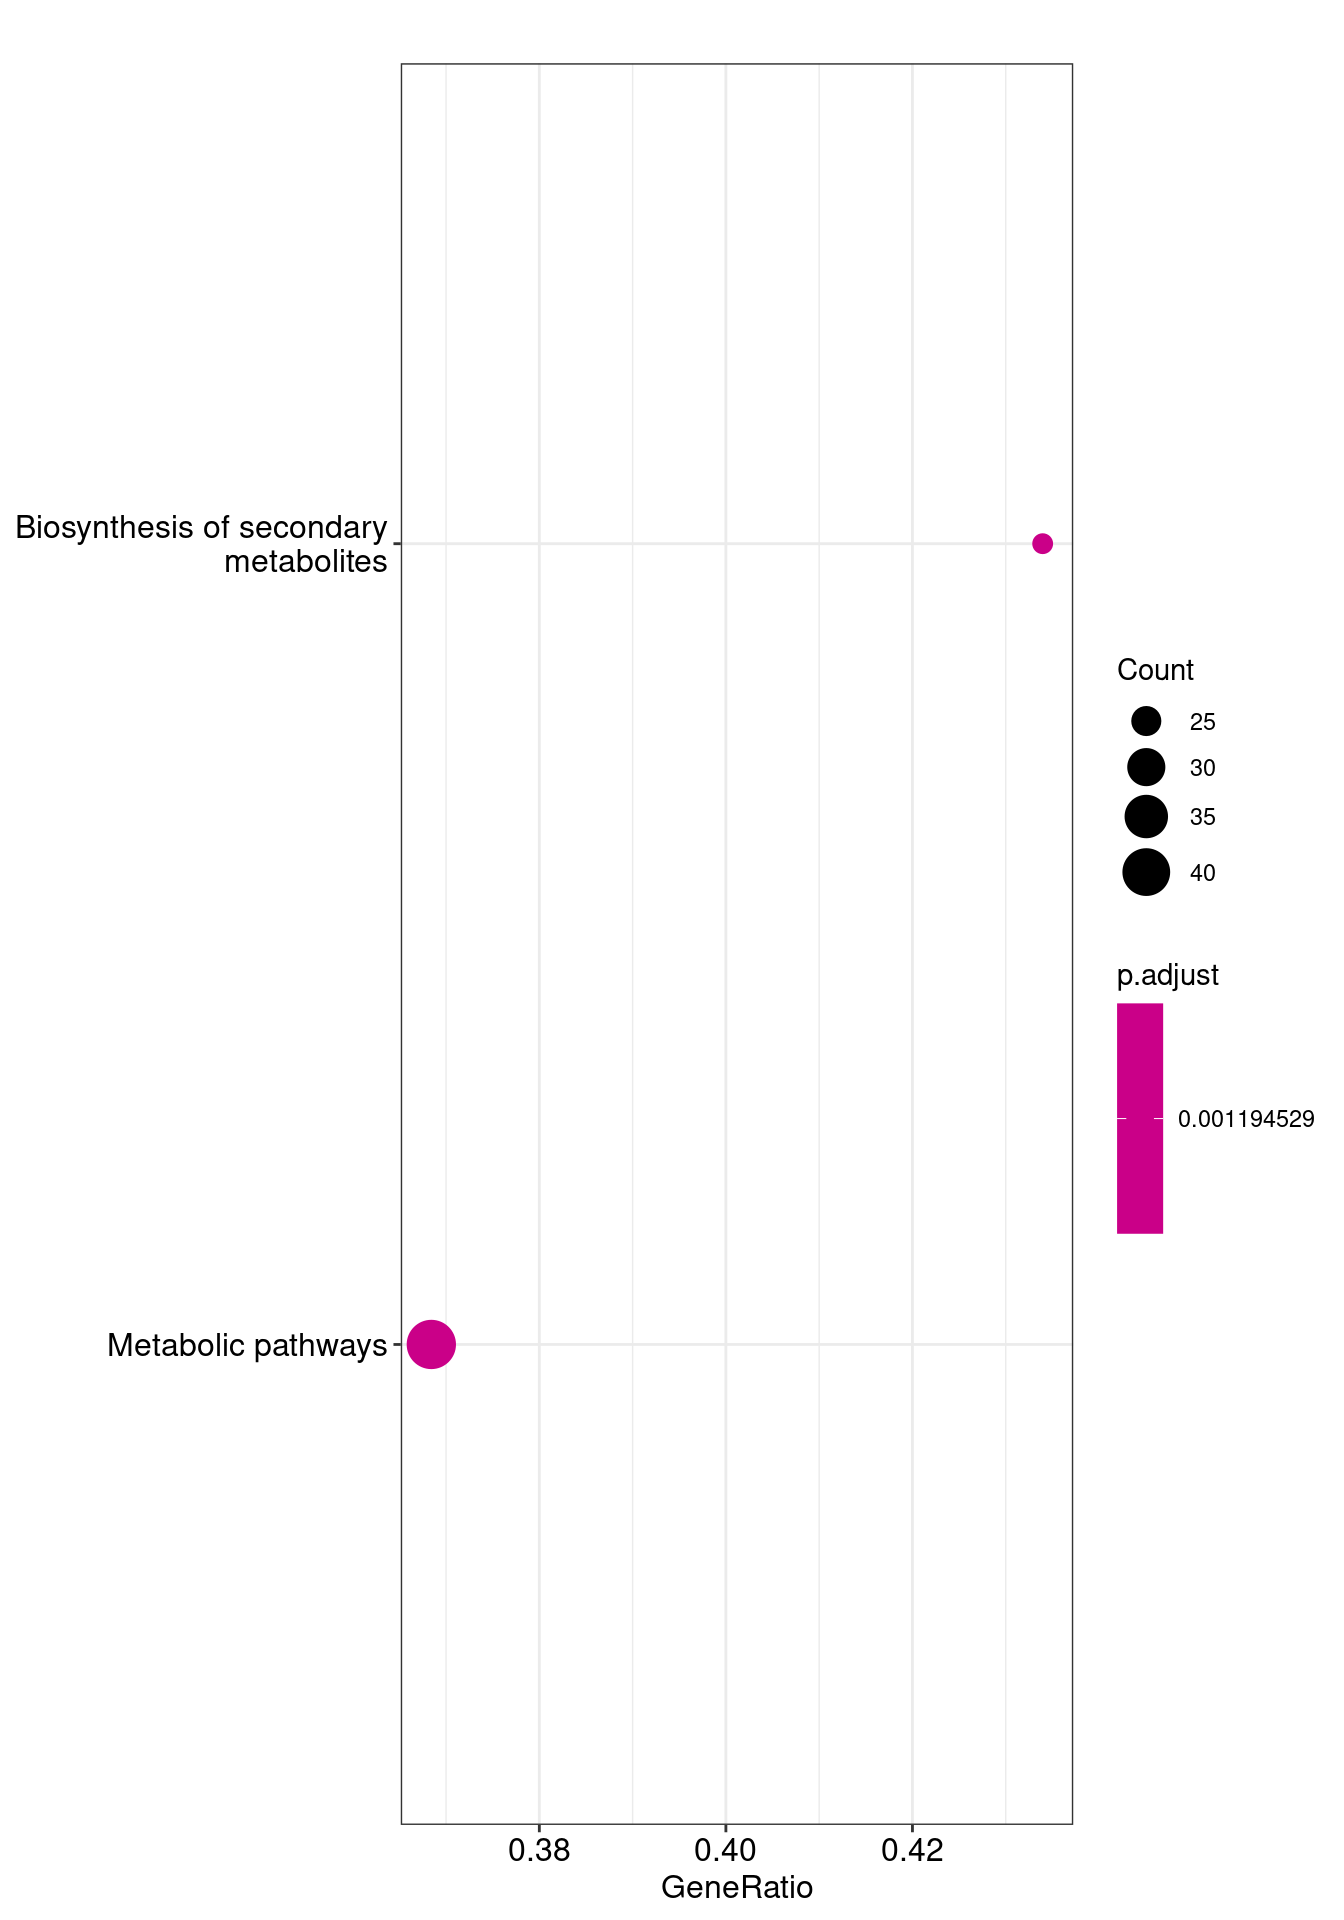 Biosynthesis of secondary
metabolites
Metabolic pathways
0.38
0.40
0.42
GeneRatio
Count
25
30
35
40
p.adjust
0.001194529